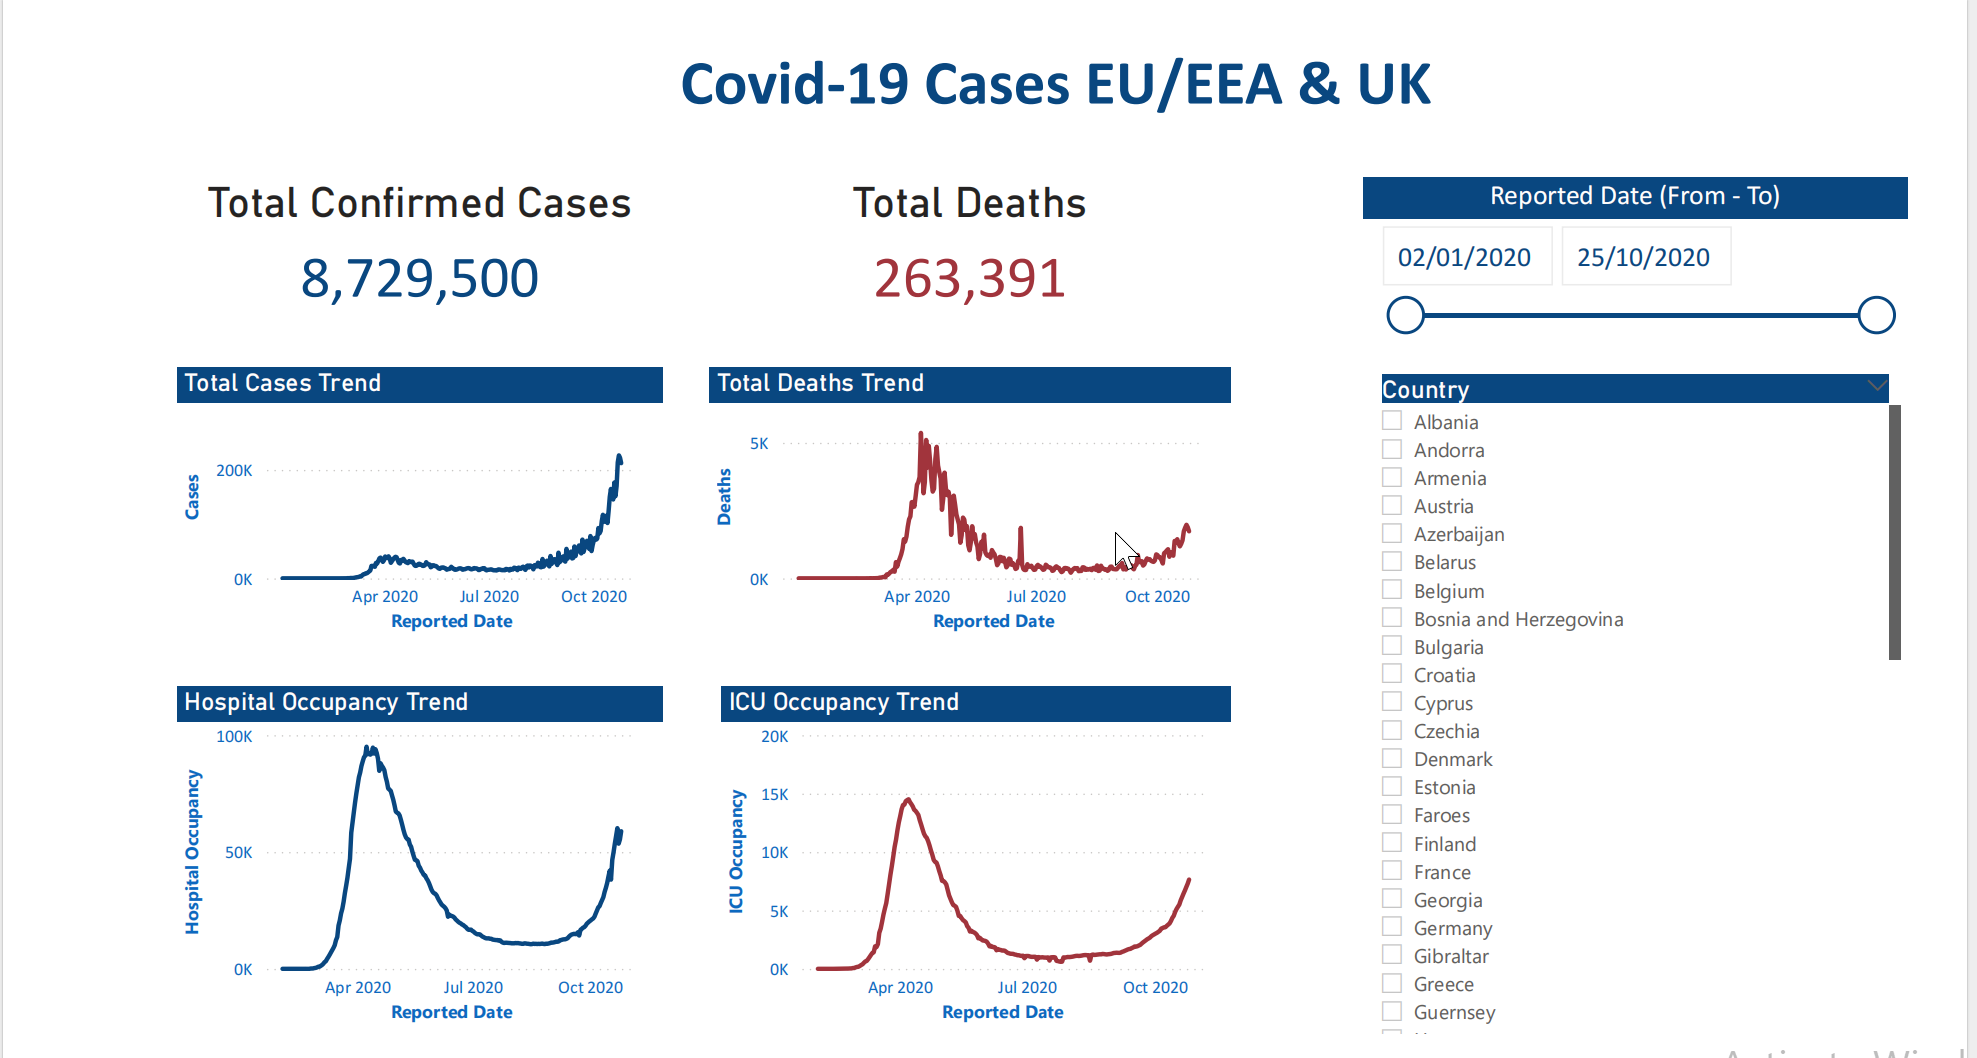 Covid-19 Cases EU/EEA & UK
Total Confirmed Cases
8,729,500
Total Deaths
263,391
Reported Date (From - To)
02/01/2020 25/10/2020
Total Cases Trend
Cases
200K
0K
Apr 2020 Jul 2020 Oct 2020
Reported Date
Total Deaths Trend
Deaths
5K
0K
Apr 2020 Jul 2020 Oct 2020
Reported Date
Hospital Occupancy Trend
Hospital Occupancy
100K
50K
0K
Apr 2020 Jul 2020 Oct 2020
Reported Date
ICU Occupancy Trend
ICU Occupancy
20K
15K
10K
5K
0K
Apr 2020 Jul 2020 Oct 2020
Reported Date
Country
Albania
Andorra
Armenia
Austria
Azerbaijan
Belarus
Belgium
Bosnia and Herzegovina
Bulgaria
Croatia
Cyprus
Czechia
Denmark
Estonia
Faroes
Finland
France
Georgia
Germany
Gibraltar
Greece
Guernsey